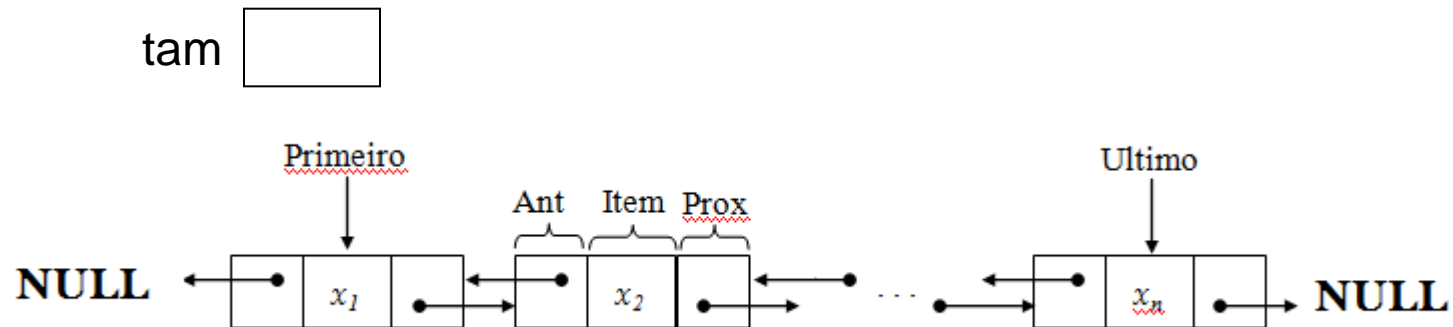 tam
Primeiro
Ultimo
Ant Item Prox
NULL x1 x2 ... xn NULL